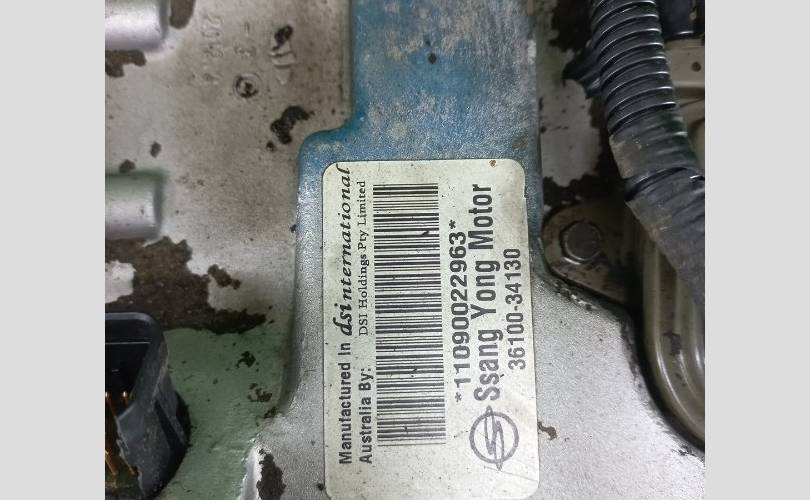 Manufactured In dsi international
Australia By: DSI Holdings Pty Limited
*11090022963*
Ssang Yong Motor
36100-34130